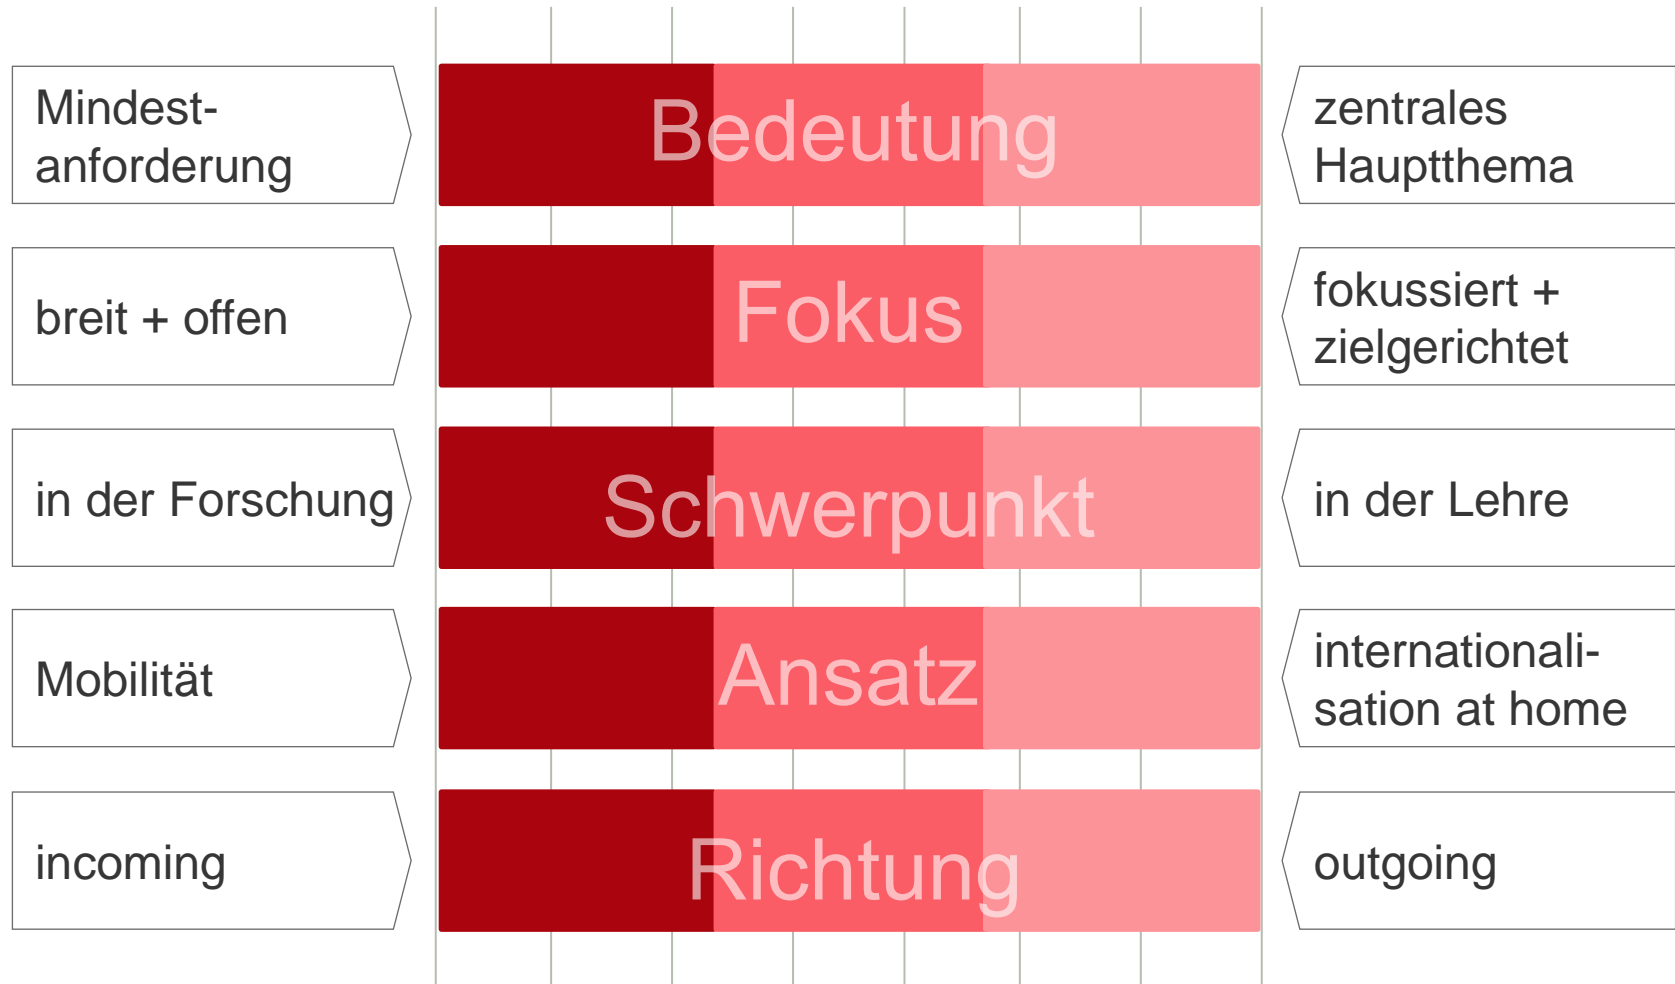 Mindest-
anforderung
Bedeutung
zentrales
Hauptthema
breit + offen
Fokus
fokussiert +
zielgerichtet
in der Forschung
Schwerpunkt
in der Lehre
Mobilität
Ansatz
internationali-
sation at home
incoming
Richtung
outgoing